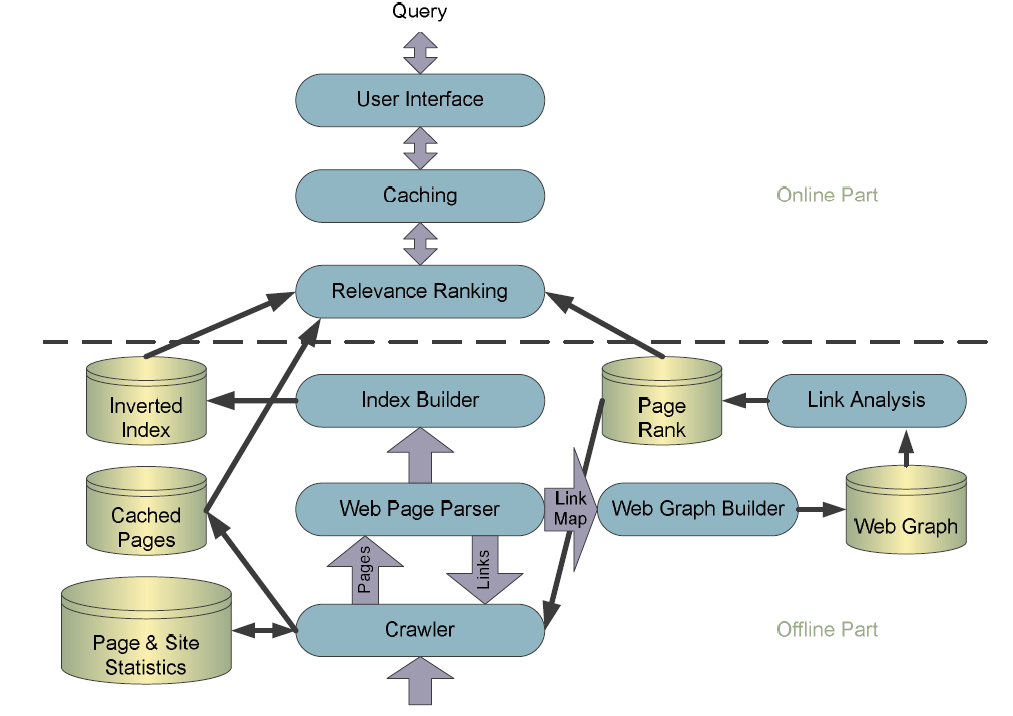 Query
User Interface
Caching
Online Part
Relevance Ranking
Inverted
Index
Index Builder
Page
Rank
Link Analysis
Cached
Pages
Web Page Parser
Link
Map
Web Graph Builder
Web Graph
Pages
Links
Page & Site
Statistics
Crawler
Offline Part